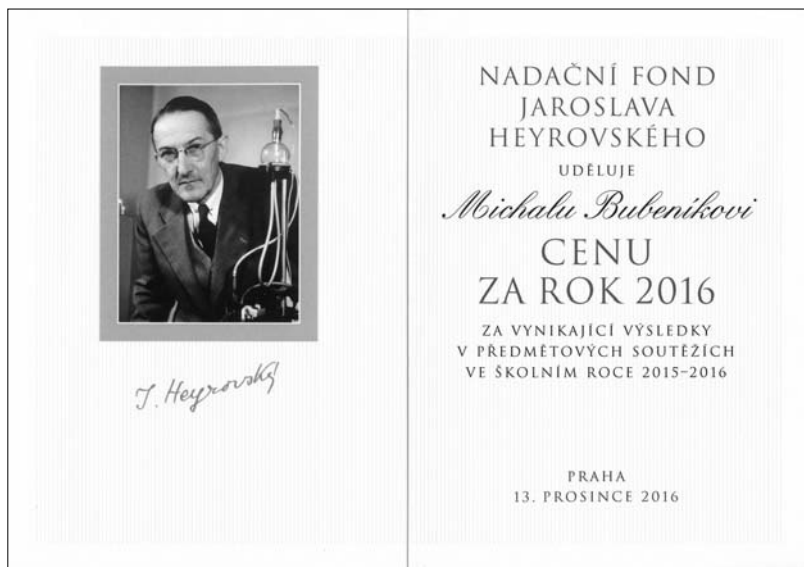 J. Heyrovský
NADAČNÍ FOND
JAROSLAVA
HEYROVSKÉHO
UDĚLUJE
Michalu Bubeníkovi
CENU
ZA ROK 2016
ZA VYNIKAJÍCÍ VÝSLEDKY
V PŘEDMĚTOVÝCH SOUTĚŽÍCH
VE ŠKOLNÍM ROCE 2015–2016
PRAHA
13. PROSINCE 2016